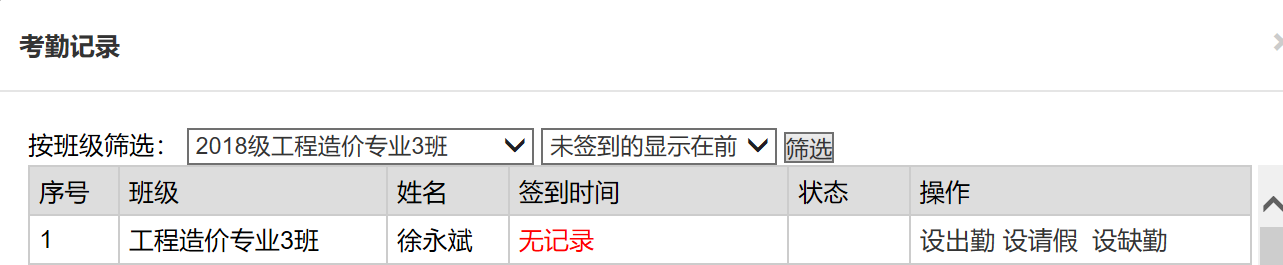 考勤记录
按班级筛选： 2018级工程造价专业3班 未签到的显示在前 筛选
序号 班级 姓名 签到时间 状态 操作
1 工程造价专业3班 徐永斌 无记录 设出勤 设请假 设缺勤